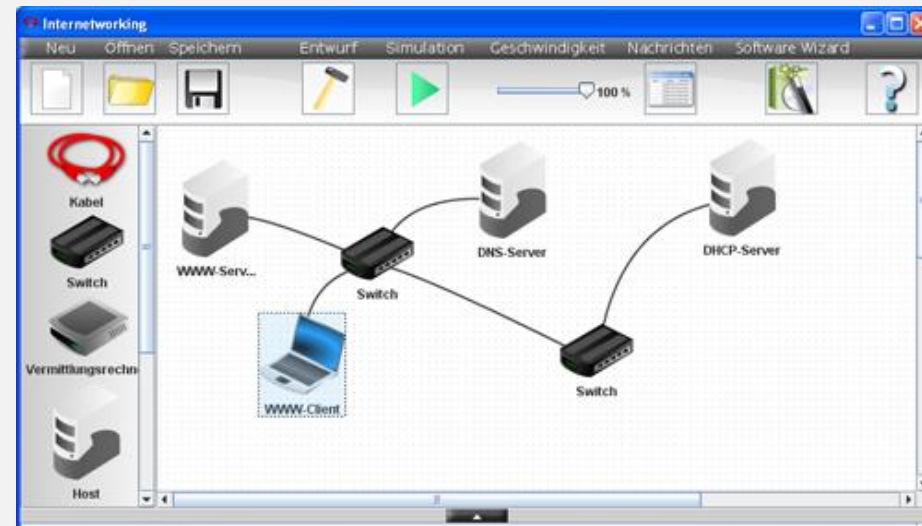 Internetworking
Neu Öffnen Speichern Entwurf Simulation Geschwindigkeit Nachrichten Software Wizard
100 %
Kabel
Switch
Vermittlungsrechn
Host
WWW-Serv...
Switch
DNS-Server
DHCP-Server
WWW-Client
Switch